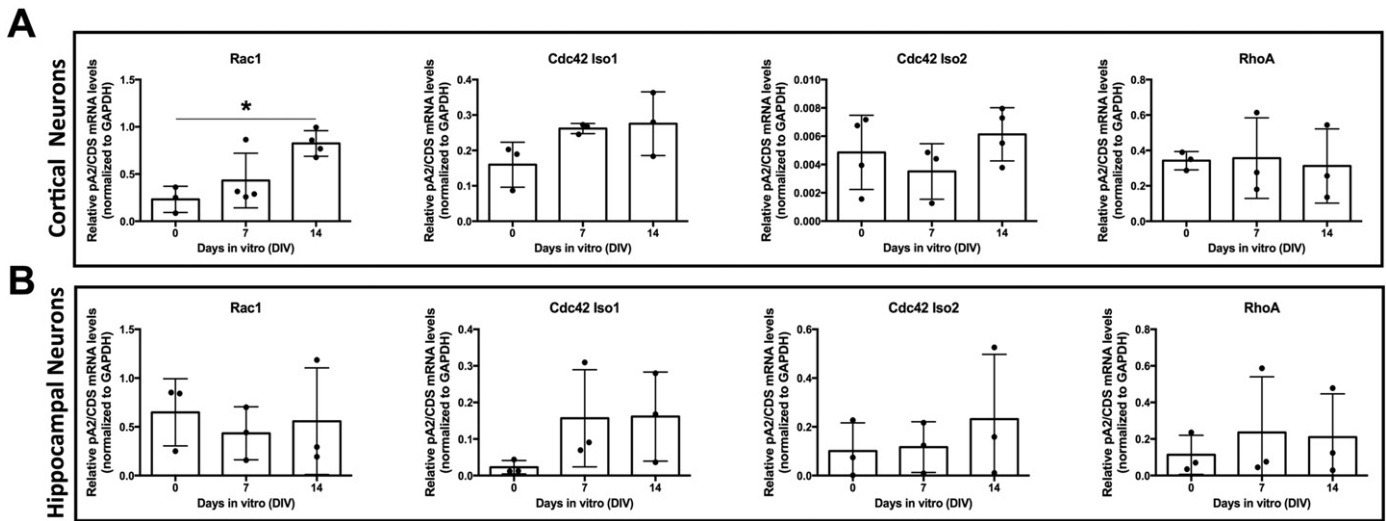 A
Cortical Neurons
Rac1
Relative pA2/CDS mRNA levels
(normalized to GAPDH)
1.5
1.0
0.5
0.0
*
0 7 14
Days in vitro (DIV)
Cdc42 Iso1
Relative pA2/CDS mRNA levels
(normalized to GAPDH)
0.4
0.3
0.2
0.1
0.0
0 7 14
Days in vitro (DIV)
Cdc42 Iso2
Relative pA2/CDS mRNA levels
(normalized to GAPDH)
0.010
0.008
0.006
0.004
0.002
0.000
0 7 14
Days in vitro (DIV)
RhoA
Relative pA2/CDS mRNA levels
(normalized to GAPDH)
0.8
0.6
0.4
0.2
0.0
0 7 14
Days in vitro (DIV)
B
Hippocampal Neurons
Rac1
Relative pA2/CDS mRNA levels
(normalized to GAPDH)
1.5
1.0
0.5
0.0
0 7 14
Days in vitro (DIV)
Cdc42 Iso1
Relative pA2/CDS mRNA levels
(normalized to GAPDH)
0.4
0.3
0.2
0.1
0.0
0 7 14
Days in vitro (DIV)
Cdc42 Iso2
Relative pA2/CDS mRNA levels
(normalized to GAPDH)
0.6
0.4
0.2
0.0
0 7 14
Days in vitro (DIV)
RhoA
Relative pA2/CDS mRNA levels
(normalized to GAPDH)
0.8
0.6
0.4
0.2
0.0
0 7 14
Days in vitro (DIV)